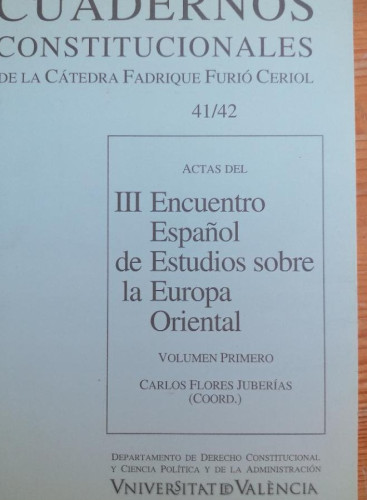 CUADERNOS
CONSTITUCIONALES
DE LA CÁTEDRA FADRIQUE FURIÓ CERIOL
41/42
ACTAS DEL
III Encuentro
Español
de Estudios sobre
la Europa
Oriental
VOLUMEN PRIMERO
CARLOS FLORES JUBERÍAS
(COORD.)
DEPARTAMENTO DE DERECHO CONSTITUCIONAL
Y CIENCIA POLÍTICA Y DE LA ADMINISTRACIÓN
VNIVERSITAT DE VALÈNCIA